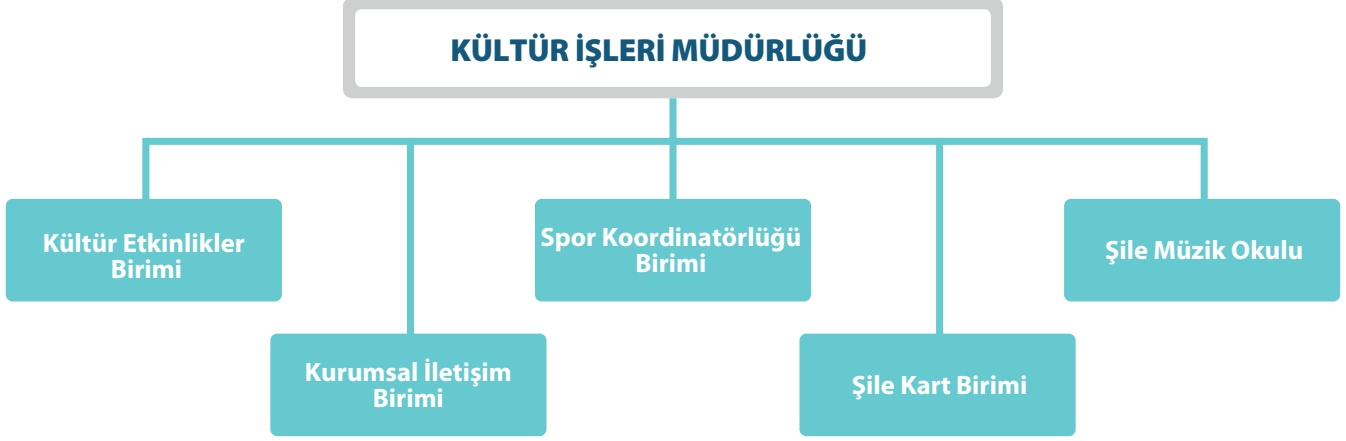 KÜLTÜR İŞLERİ MÜDÜRLÜĞÜ
Kültür Etkinlikler
Birimi
Kurumsal İletişim
Birimi
Spor Koordinatörlüğü
Birimi
Şile Kart Birimi
Şile Müzik Okulu